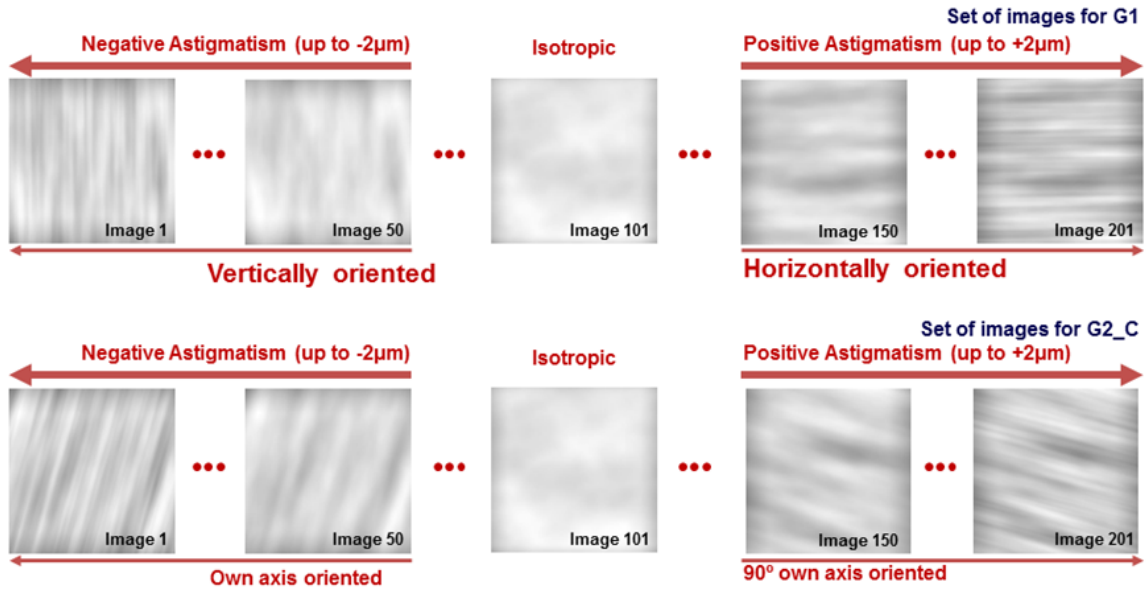 Set of images for G1
Negative Astigmatism (up to -2µm)
Isotropic
Positive Astigmatism (up to +2µm)
Image 1
Image 50
Image 101
Image 150
Image 201
Vertically oriented
Horizontally oriented
Set of images for G2_C
Negative Astigmatism (up to -2µm)
Isotropic
Positive Astigmatism (up to +2µm)
Image 1
Image 50
Image 101
Image 150
Image 201
Own axis oriented
90º own axis oriented